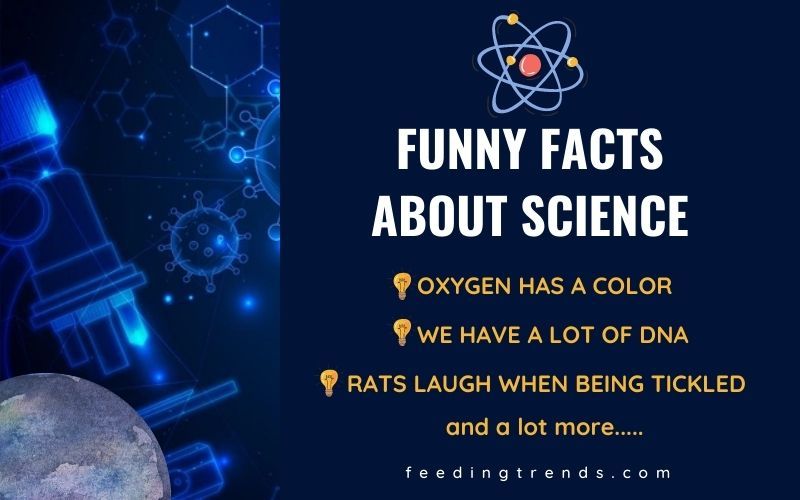 FUNNY FACTS
ABOUT SCIENCE
OXYGEN HAS A COLOR
WE HAVE A LOT OF DNA
RATS LAUGH WHEN BEING TICKLED
and a lot more.....
feedingtrends.com